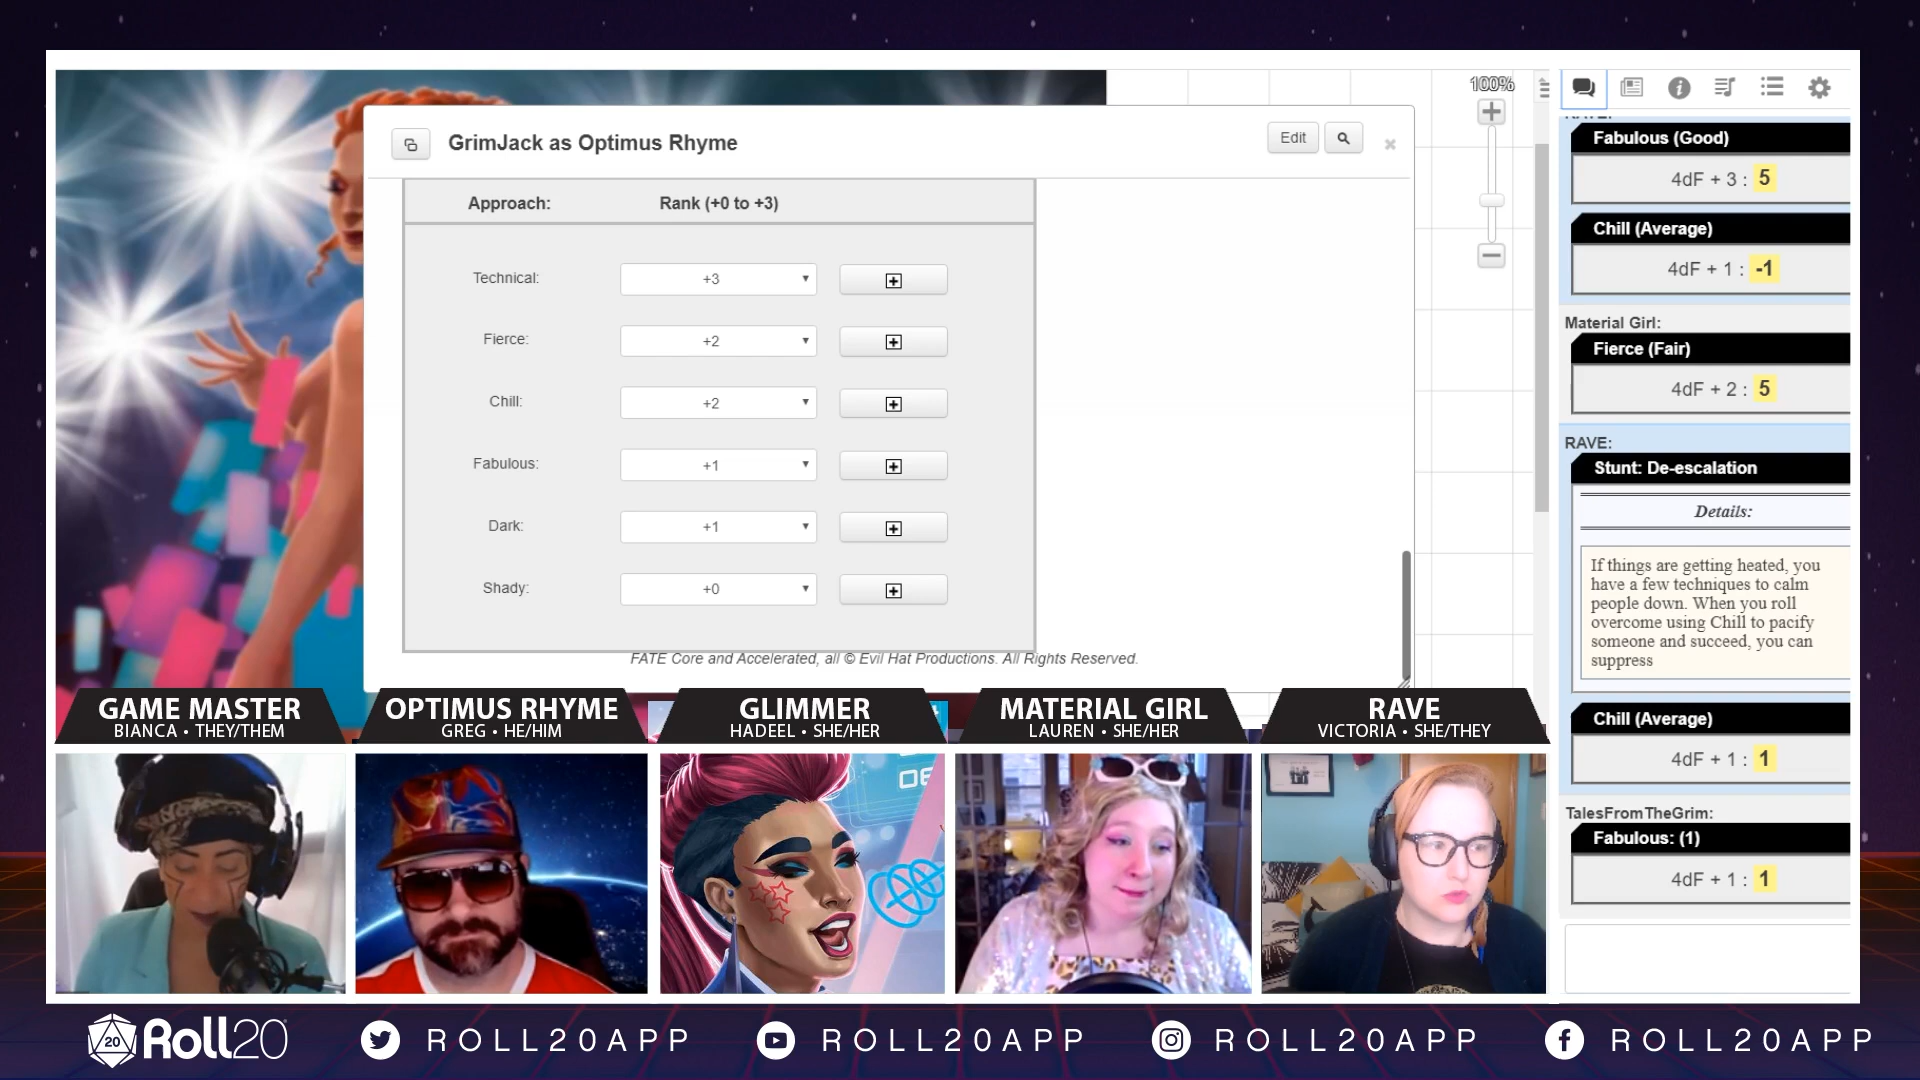 100%
GrimJack as Optimus Rhyme
Edit
Approach:
Rank (+0 to +3)
Technical:
+3
Fierce:
+2
Chill:
+2
Fabulous:
+1
Dark:
+1
Shady:
+0
FATE Core and Accelerated, all © Evil Hat Productions. All Rights Reserved.
Fabulous (Good)
4dF + 3 : 5
Chill (Average)
4dF + 1 : -1
Material Girl:
Fierce (Fair)
4dF + 2 : 5
RAVE:
Stunt: De-escalation
Details:
If things are getting heated, you
have a few techniques to calm
people down. When you roll
overcome using Chill to pacify
someone and succeed, you can
suppress
Chill (Average)
4dF + 1 : 1
TalesFromTheGrim:
Fabulous: (1)
4dF + 1 : 1
GAME MASTER
BIANCA • THEY/THEM
OPTIMUS RHYME
GREG • HE/HIM
GLIMMER
HADEEL • SHE/HER
MATERIAL GIRL
LAUREN • SHE/HER
RAVE
VICTORIA • SHE/THEY
20
Roll20
ROLL20APP
ROLL20APP
ROLL20APP
ROLL20APP